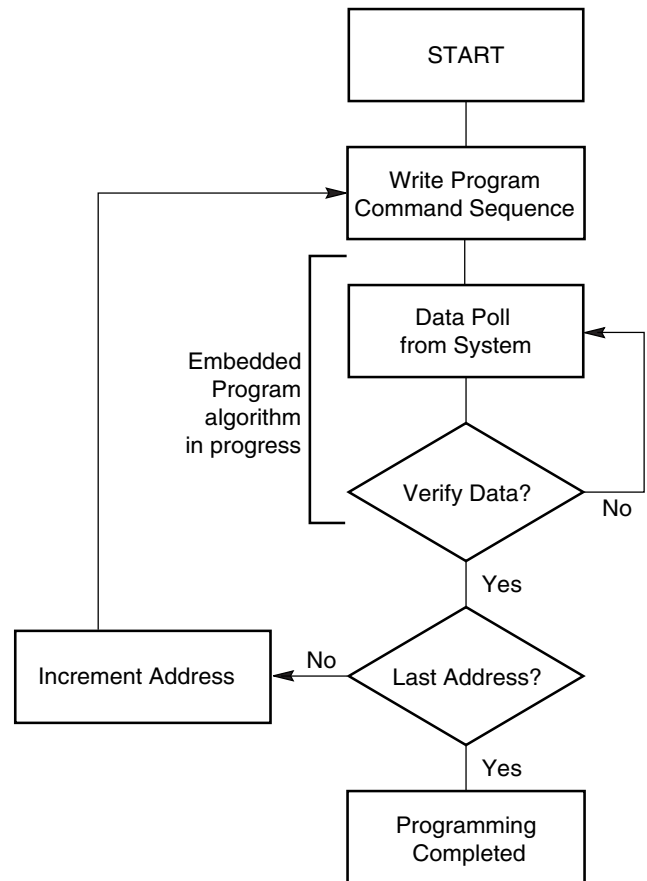 START
Write Program
Command Sequence
Data Poll
from System
Embedded
Program
algorithm
in progress
Verify Data?
No
Yes
No
Increment Address
Last Address?
Yes
Programming
Completed